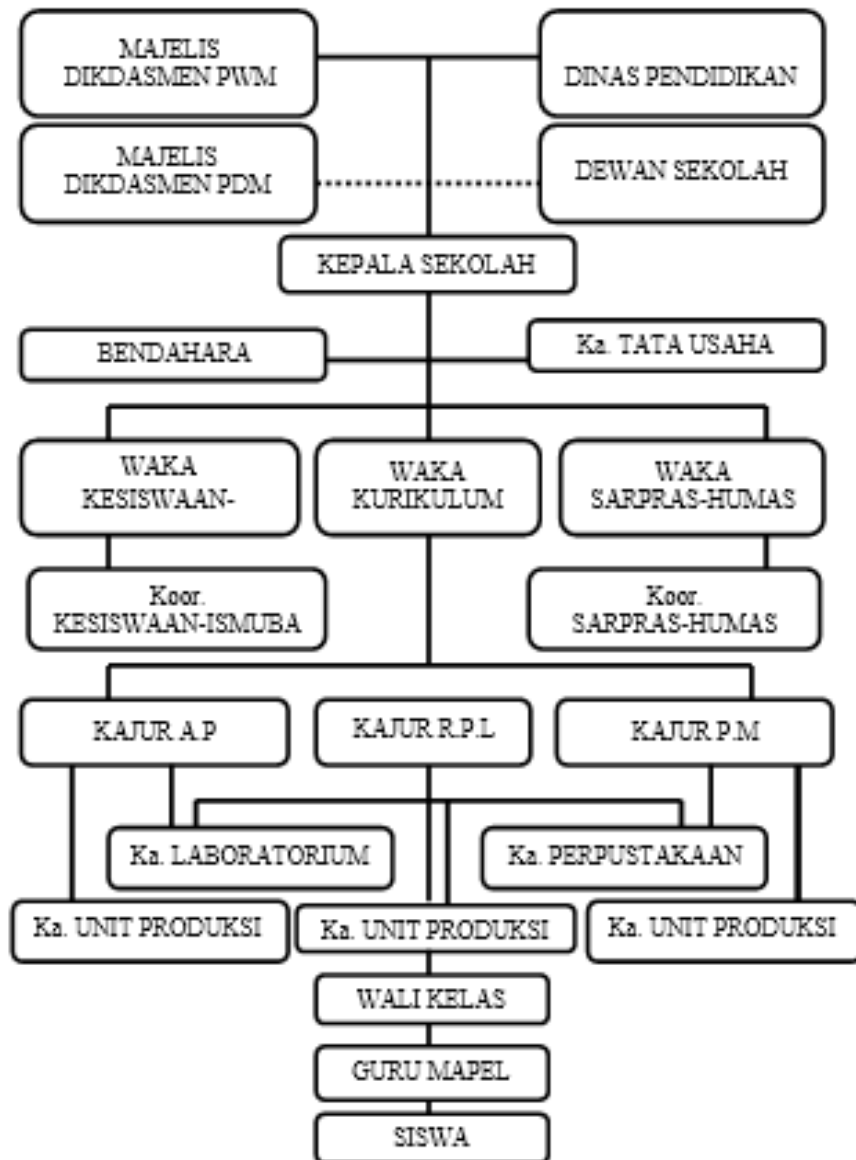 MAJELIS
DIKDASMEN PWM
DINAS PENDIDIKAN
MAJELIS
DIKDASMEN PDM
DEWAN SEKOLAH
KEPALA SEKOLAH
BENDAHARA
Ka. TATA USAHA
WAKA
KESISWAAN-
WAKA
KURIKULUM
WAKA
SARPRAS-HUMAS
Koor.
KESISWAAN-ISMUBA
Koor.
SARPRAS-HUMAS
KAJUR A.P
KAJUR R.P.L
KAJUR P.M
Ka. LABORATORIUM
Ka. PERPUSTAKAAN
Ka. UNIT PRODUKSI
Ka. UNIT PRODUKSI
Ka. UNIT PRODUKSI
WALI KELAS
GURU MAPEL
SISWA